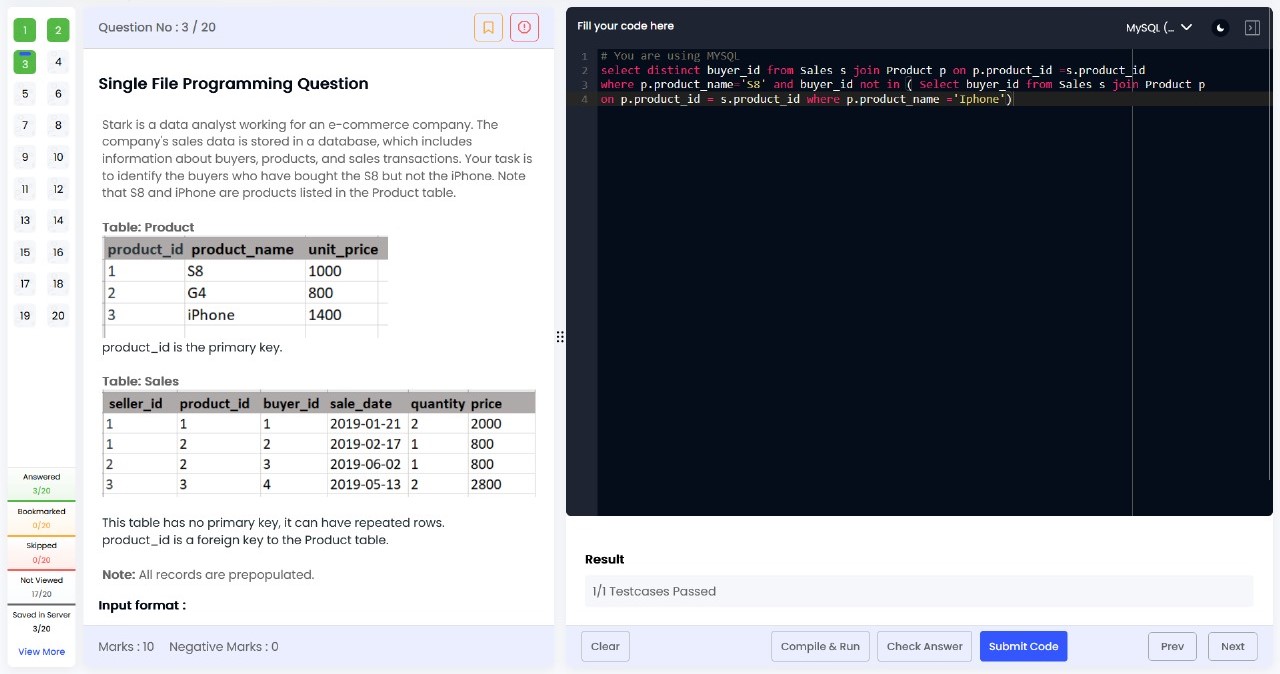 1 2
3 4
5 6
7 8
9 10
11 12
13 14
15 16
17 18
19 20
Answered
3/20
Bookmarked
0/20
Skipped
0/20
Not Viewed
17/20
Saved in Server
3/20
View More
Question No : 3 / 20
Single File Programming Question
Stark is a data analyst working for an e-commerce company. The
company's sales data is stored in a database, which includes
information about buyers, products, and sales transactions. Your task is
to identify the buyers who have bought the S8 but not the iPhone. Note
that S8 and iPhone are products listed in the Product table.
Table: Product
product_id product_name unit_price
1 S8 1000
2 G4 800
3 iPhone 1400
product_id is the primary key.
Table: Sales
seller_id product_id buyer_id sale_date quantity price
1 1 1 2019-01-21 2 2000
1 2 2 2019-02-17 1 800
2 2 3 2019-06-02 1 800
3 3 4 2019-05-13 2 2800
This table has no primary key, it can have repeated rows.
product_id is a foreign key to the Product table.
Note: All records are prepopulated.
Input format :
Marks : 10 Negative Marks : 0
Fill your code here
MySQL (...
1 # You are using MYSQL
2 select distinct buyer_id from Sales s join Product p on p.product_id =s.product_id
3 where p.product_name='S8' and buyer_id not in ( Select buyer_id from Sales s join Product p
4 on p.product_id = s.product_id where p.product_name ='Iphone')
Result
1/1 Testcases Passed
Clear Compile & Run Check Answer Submit Code Prev Next